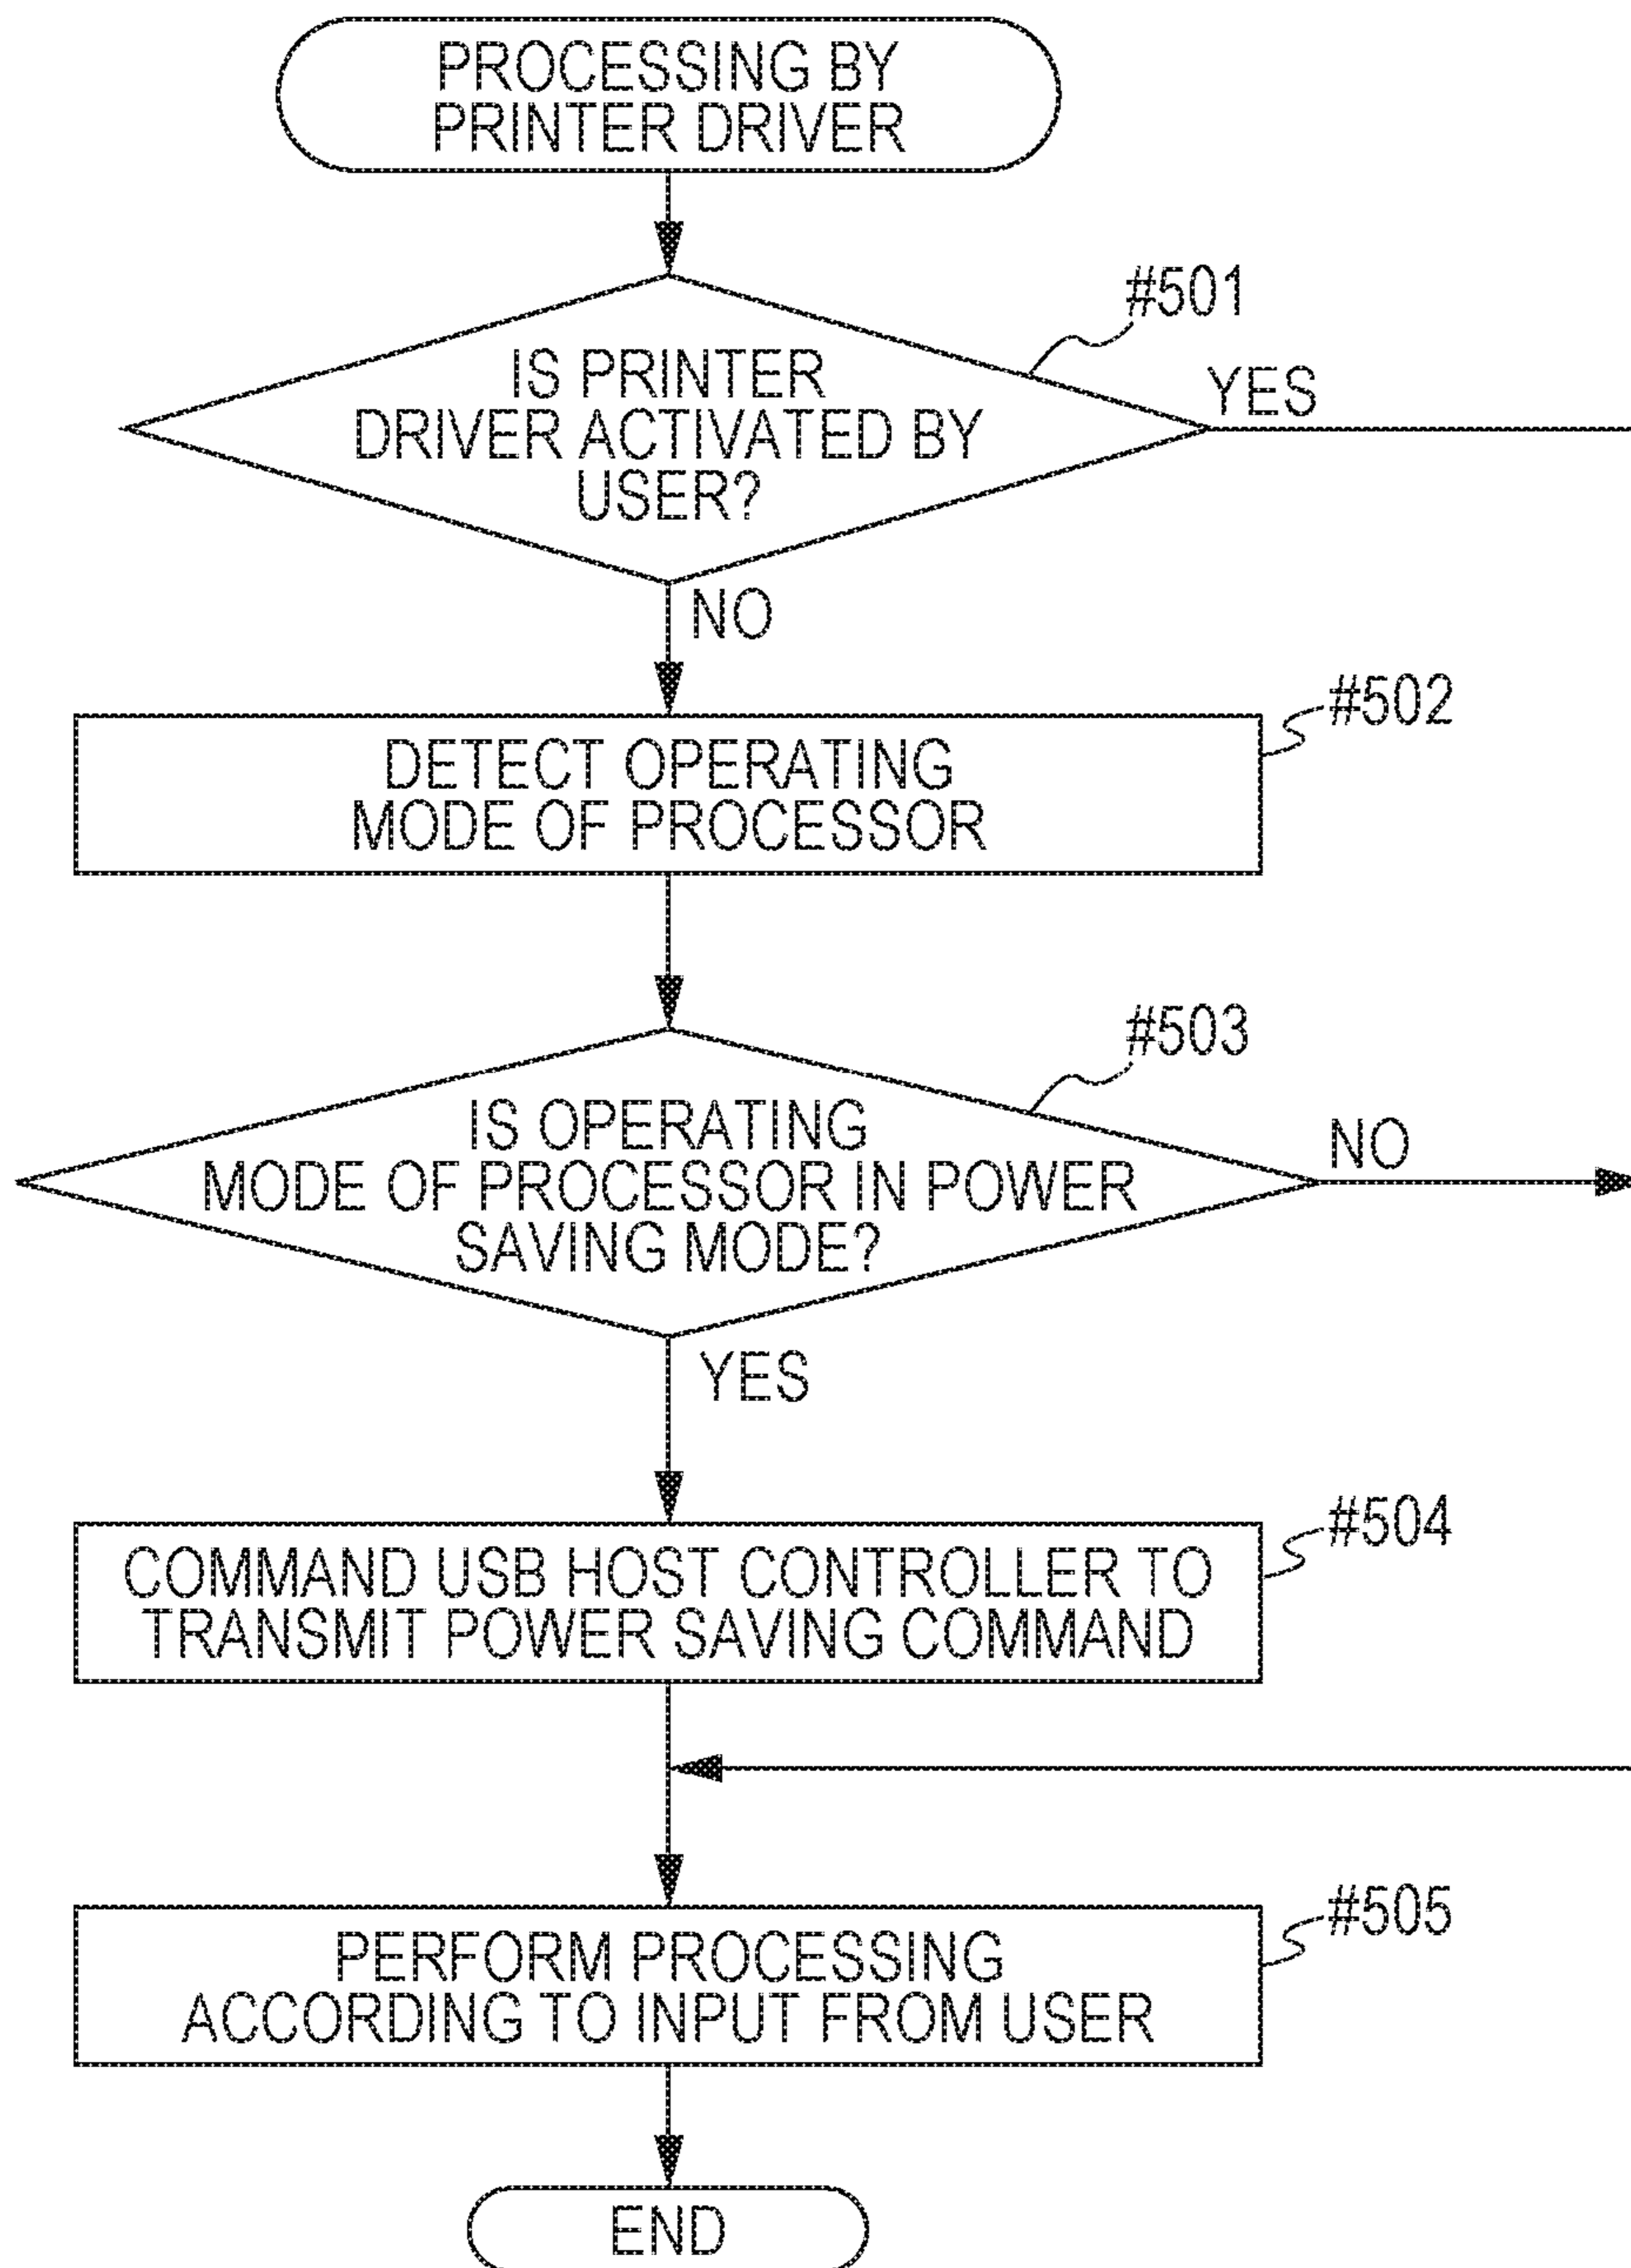 PROCESSING BY
PRINTER DRIVER
#501
IS PRINTER
DRIVER ACTIVATED BY
USER?
YES
NO
#502
DETECT OPERATING
MODE OF PROCESSOR
#503
IS OPERATING
MODE OF PROCESSOR IN POWER
SAVING MODE?
NO
YES
#504
COMMAND USB HOST CONTROLLER TO
TRANSMIT POWER SAVING COMMAND
#505
PERFORM PROCESSING
ACCORDING TO INPUT FROM USER
END